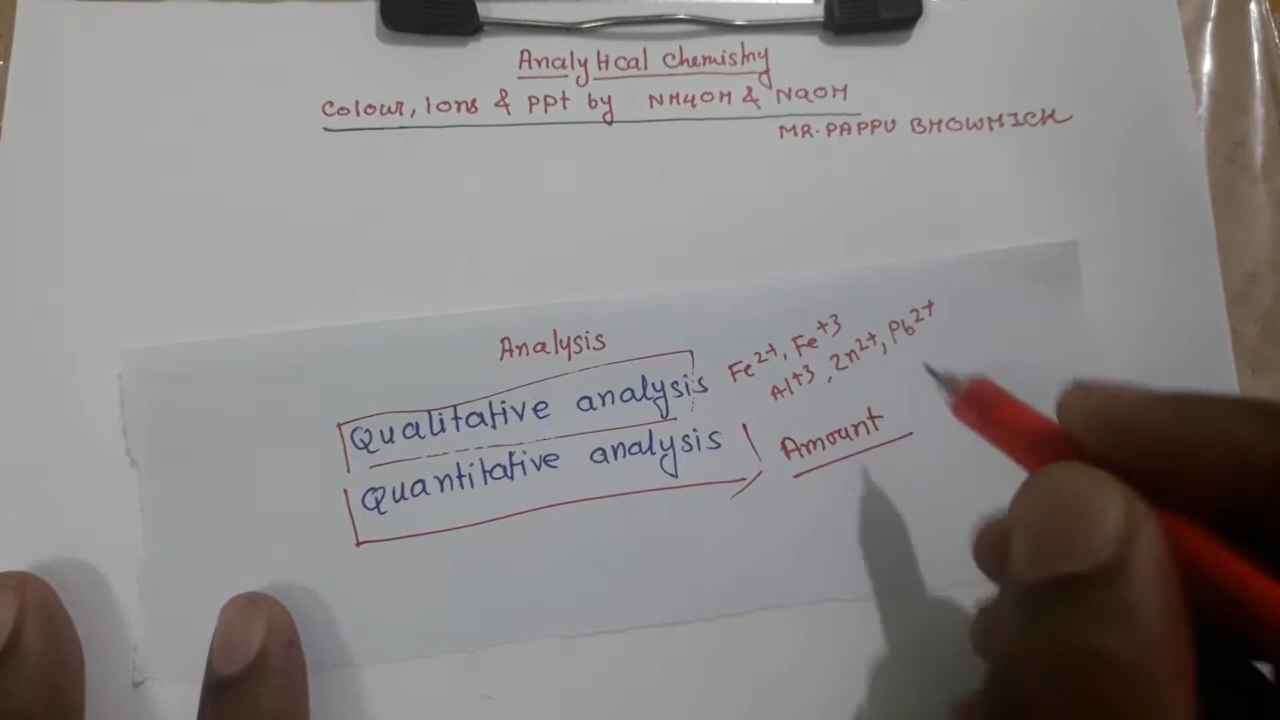 Analytical chemistry
Colour, Ions & PPt by NH4OH & NaOH
MR. PAPPU BHOWMICK
Analysis
Qualitative analysis Fe2+, Fe+3
Al+3, Zn2+, Pb2+
Quantitative analysis Amount